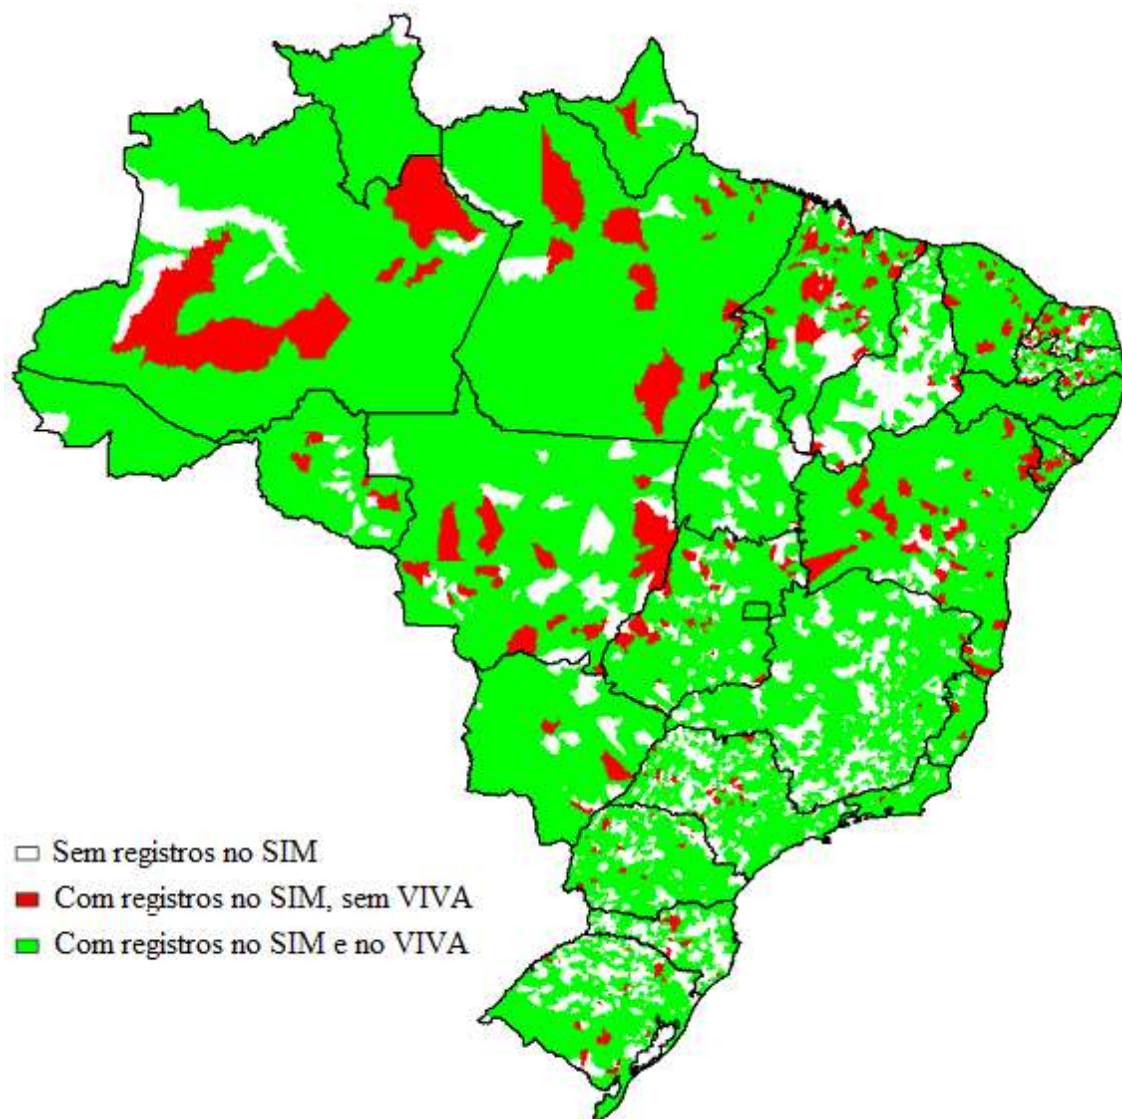 Sem registros no SIM
Com registros no SIM, sem VIVA
Com registros no SIM e no VIVA